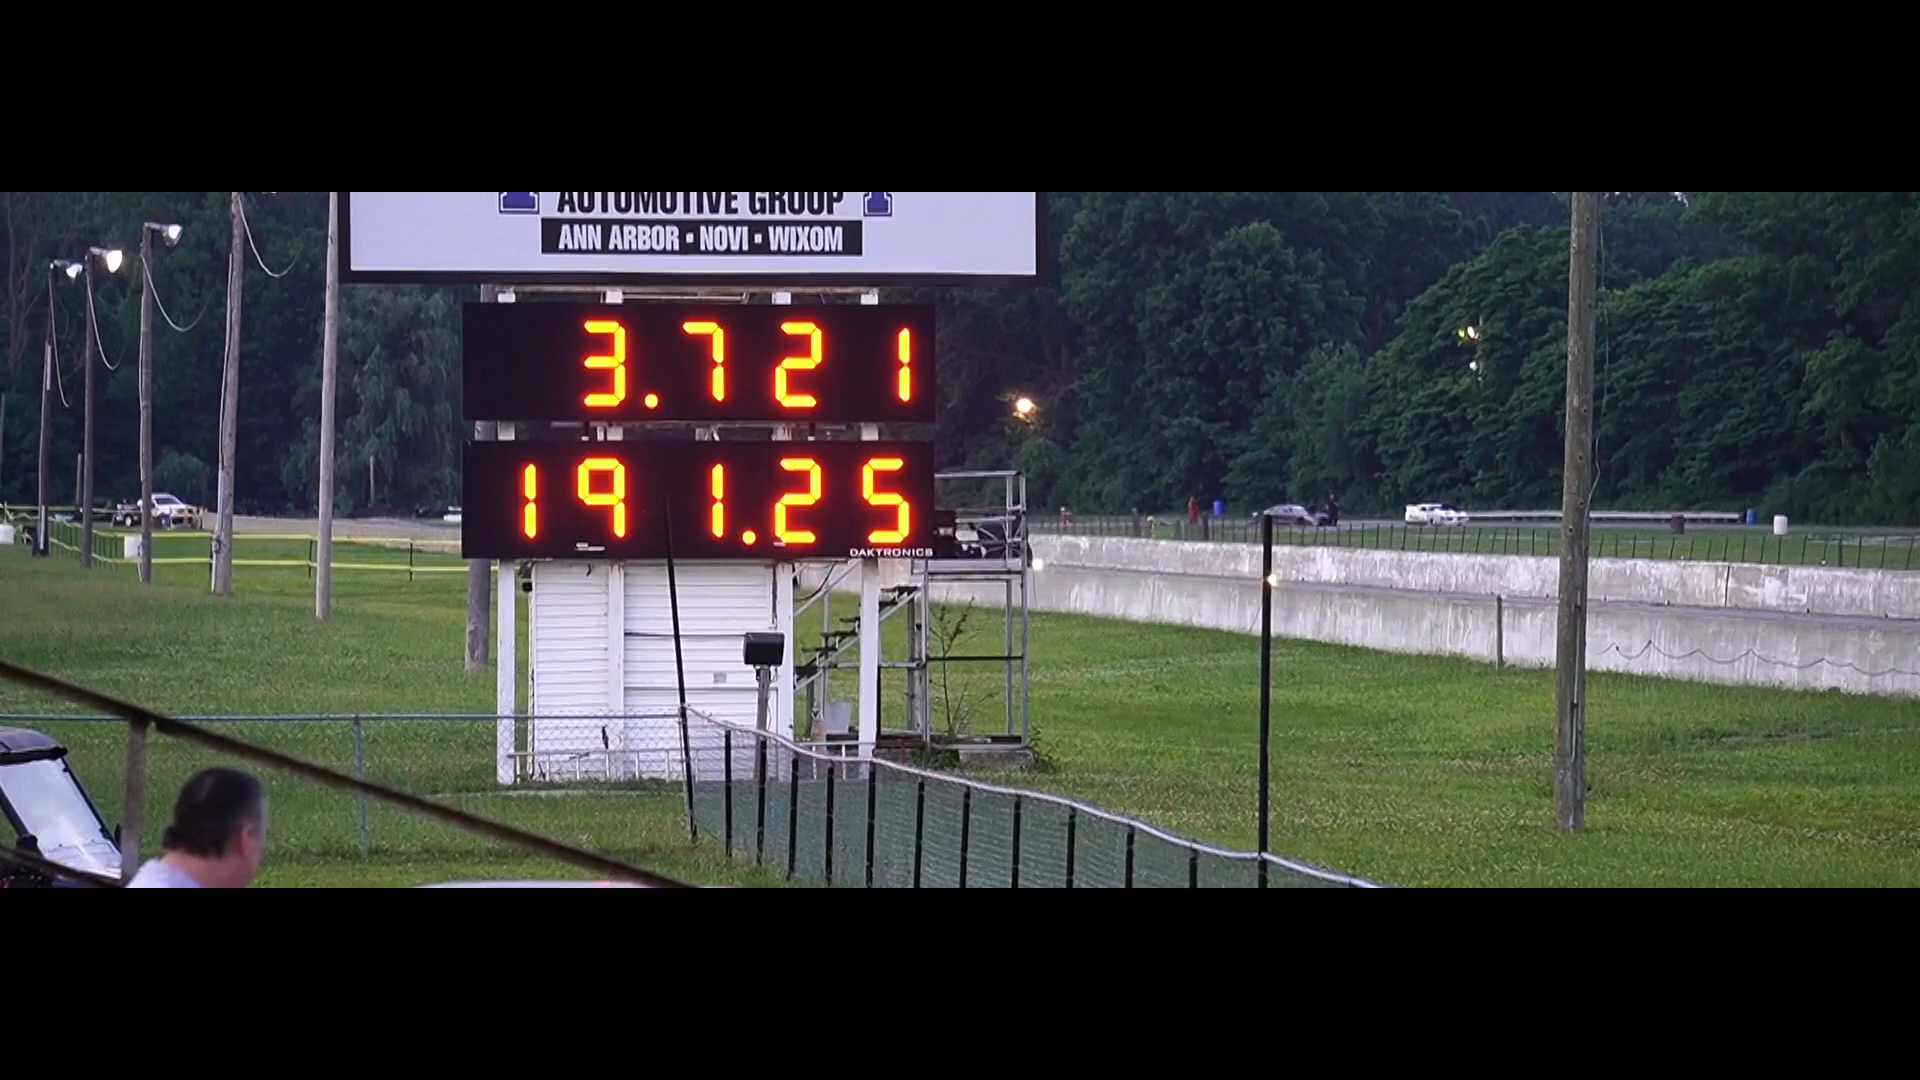 AUTOMOTIVE GROUP
ANN ARBOR • NOVI • WIXOM
3.721
191.25
DAKTRONICS